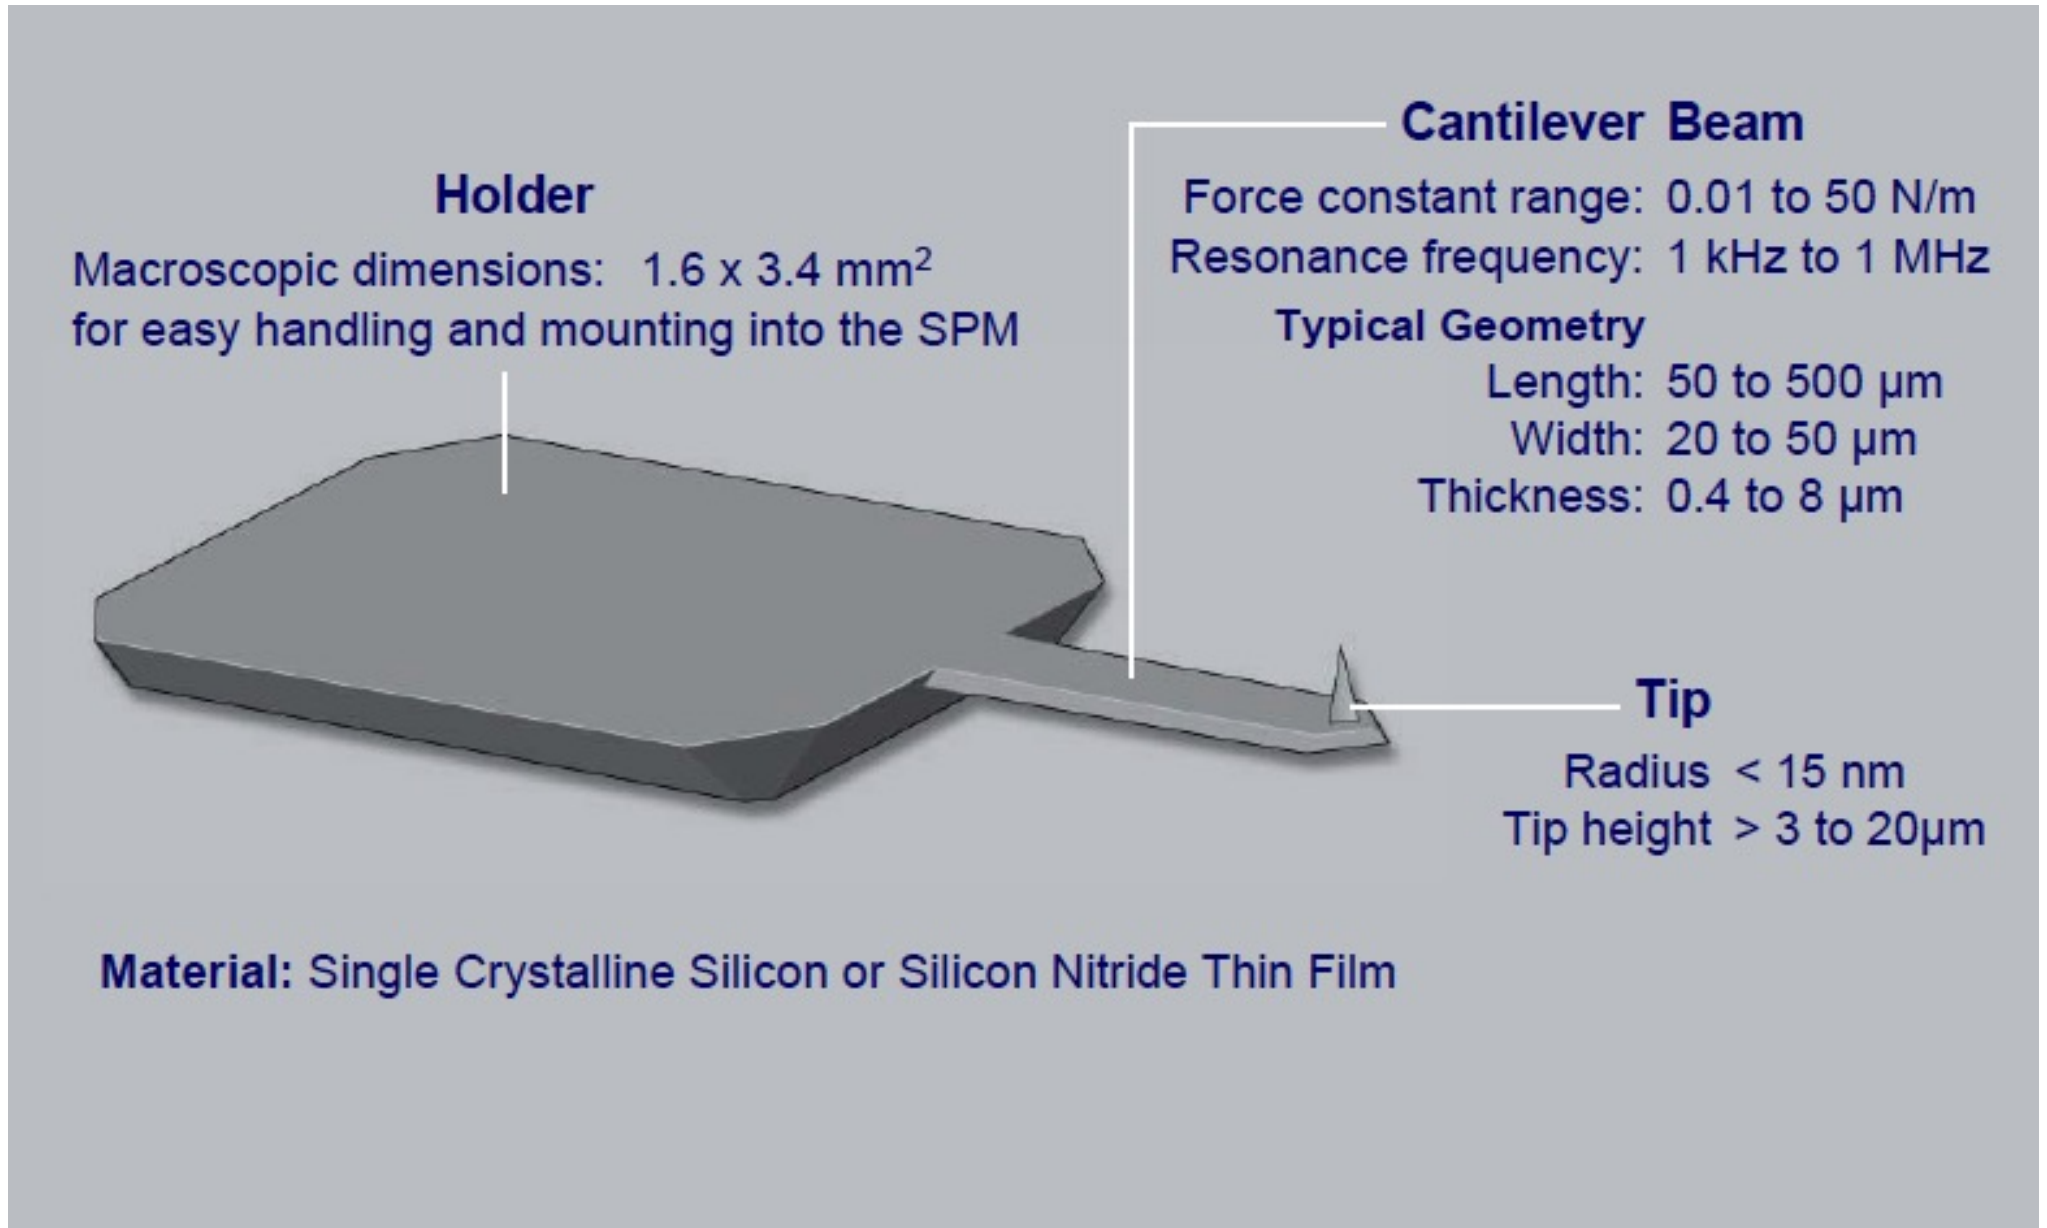 Cantilever Beam
Force constant range: 0.01 to 50 N/m
Resonance frequency: 1 kHz to 1 MHz
Typical Geometry
Length: 50 to 500 µm
Width: 20 to 50 µm
Thickness: 0.4 to 8 µm
Holder
Macroscopic dimensions: 1.6 x 3.4 mm²
for easy handling and mounting into the SPM
Tip
Radius < 15 nm
Tip height > 3 to 20µm
Material: Single Crystalline Silicon or Silicon Nitride Thin Film